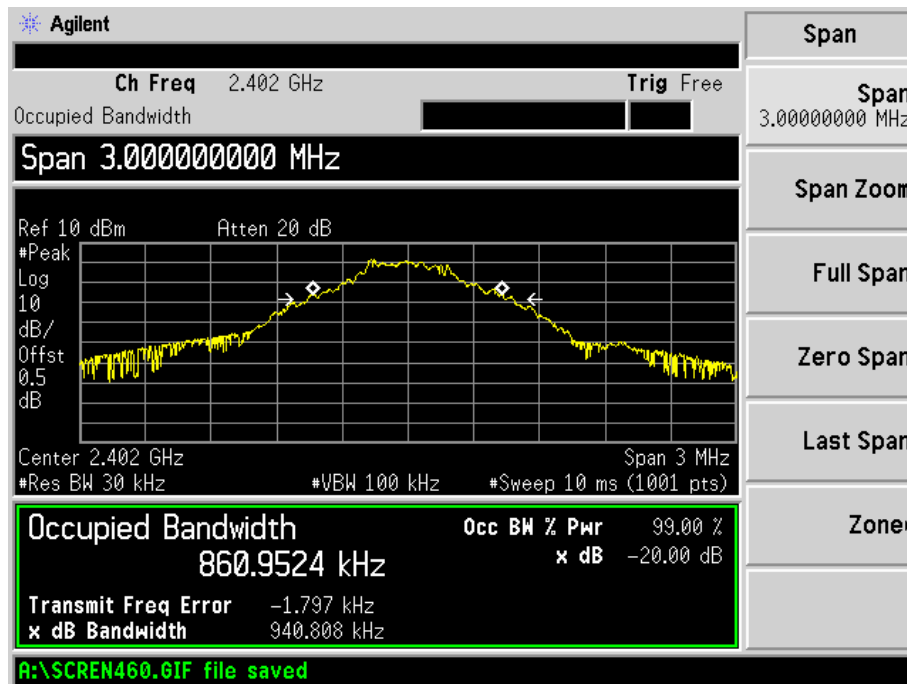 Agilent
Span
Ch Freq 2.402 GHz Trig Free
Occupied Bandwidth
Span
3.00000000 MHz
Span 3.000000000 MHz
Span Zoom
Ref 10 dBm Atten 20 dB
#Peak
Log
10
dB/
Offst
0.5
dB
Full Span
Zero Span
Last Span
Center 2.402 GHz Span 3 MHz
#Res BW 30 kHz #VBW 100 kHz #Sweep 10 ms (1001 pts)
Occupied Bandwidth Occ BW % Pwr 99.00 %
860.9524 kHz x dB -20.00 dB
Zone
Transmit Freq Error -1.797 kHz
x dB Bandwidth 940.808 kHz
A:\SCREN460.GIF file saved